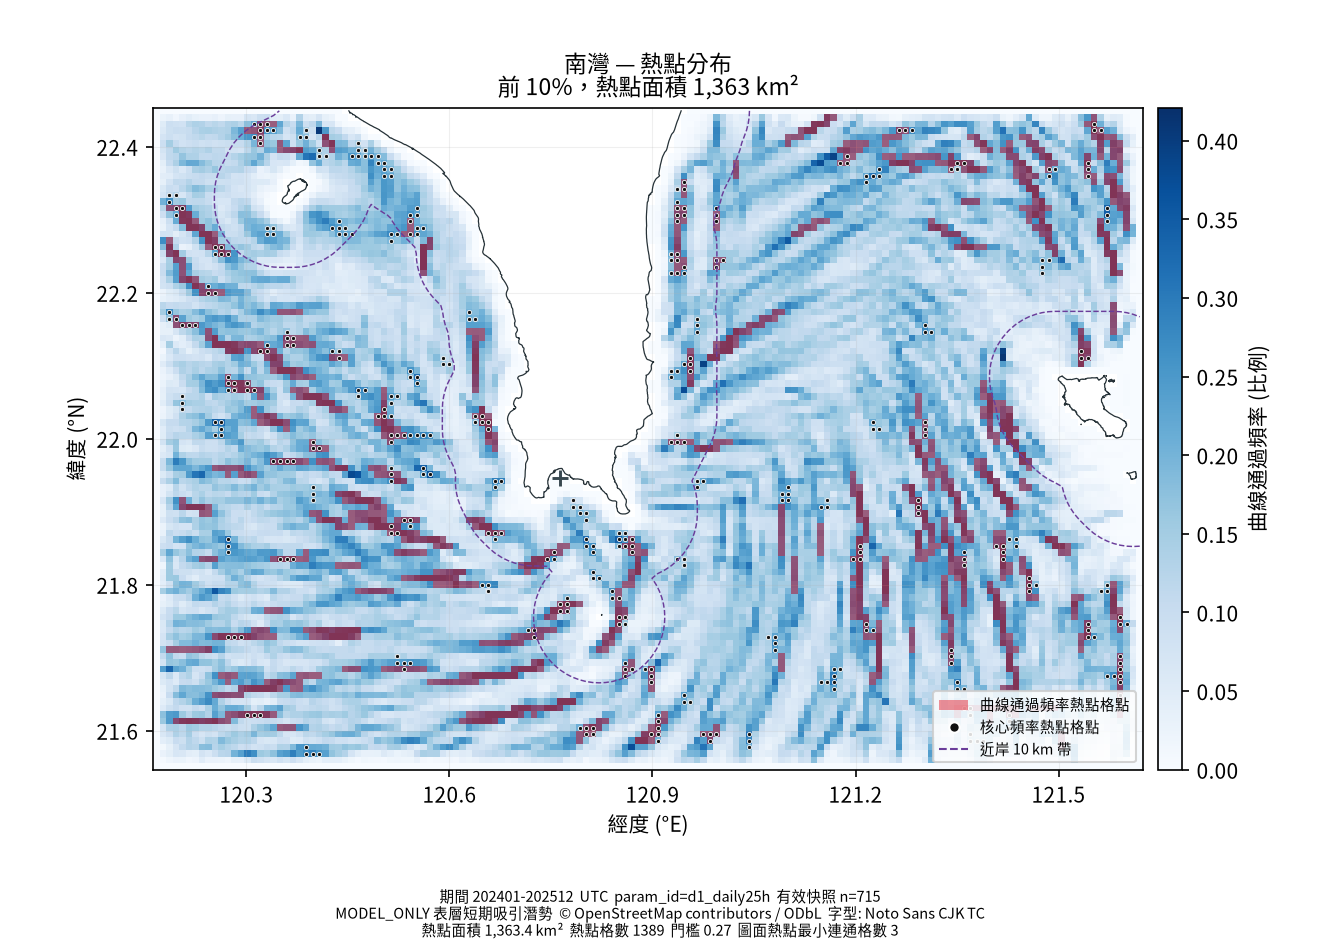 南灣 — 熱點分布
前 10%，熱點面積 1,363 km²
22.4
22.2
22.0
21.8
21.6
緯度 (°N)
120.3
120.6
120.9
121.2
121.5
經度 (°E)
曲線通過頻率熱點格點
核心頻率熱點格點
近岸 10 km 帶
0.40
0.35
0.30
0.25
0.20
0.15
0.10
0.05
0.00
曲線通過頻率 (比例)
期間 202401-202512 UTC param_id=d1_daily25h 有效快照 n=715
MODEL_ONLY 表層短期吸引潛勢 © OpenStreetMap contributors / ODbL 字型: Noto Sans CJK TC
熱點面積 1,363.4 km² 熱點格數 1389 門檻 0.27 圖面熱點最小連通格數 3